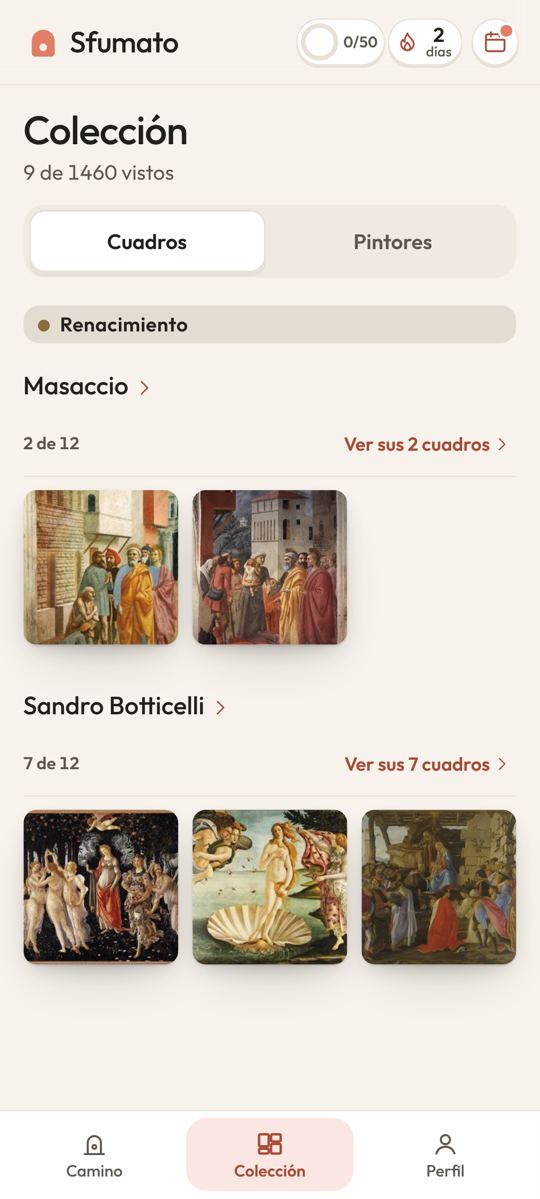 Sfumato
0/50
2
días
Colección
9 de 1460 vistos
Cuadros
Pintores
Renacimiento
Masaccio
2 de 12
Ver sus 2 cuadros
Sandro Botticelli
7 de 12
Ver sus 7 cuadros
Camino
Colección
Perfil